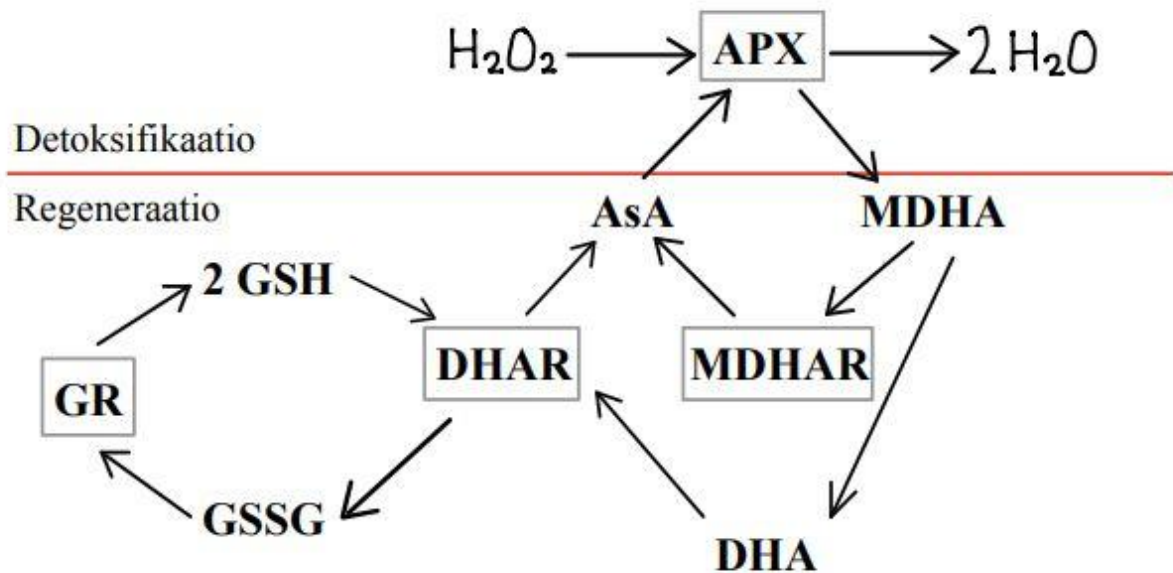 H₂O₂ → APX → 2 H₂O
Detoksifikaatio
Regeneraatio
AsA
MDHA
2 GSH
DHAR
MDHAR
GR
GSSG
DHA